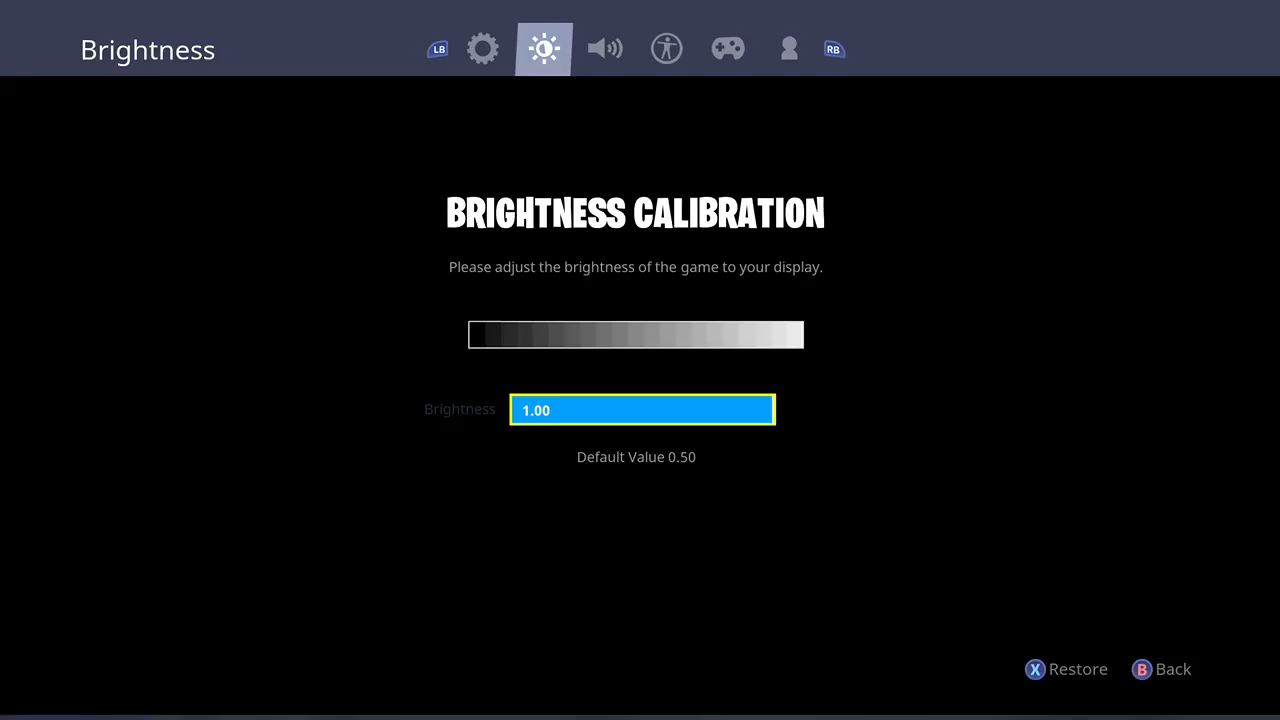 Brightness
LB
RB
BRIGHTNESS CALIBRATION
Please adjust the brightness of the game to your display.
Brightness
1.00
Default Value 0.50
X Restore
B Back